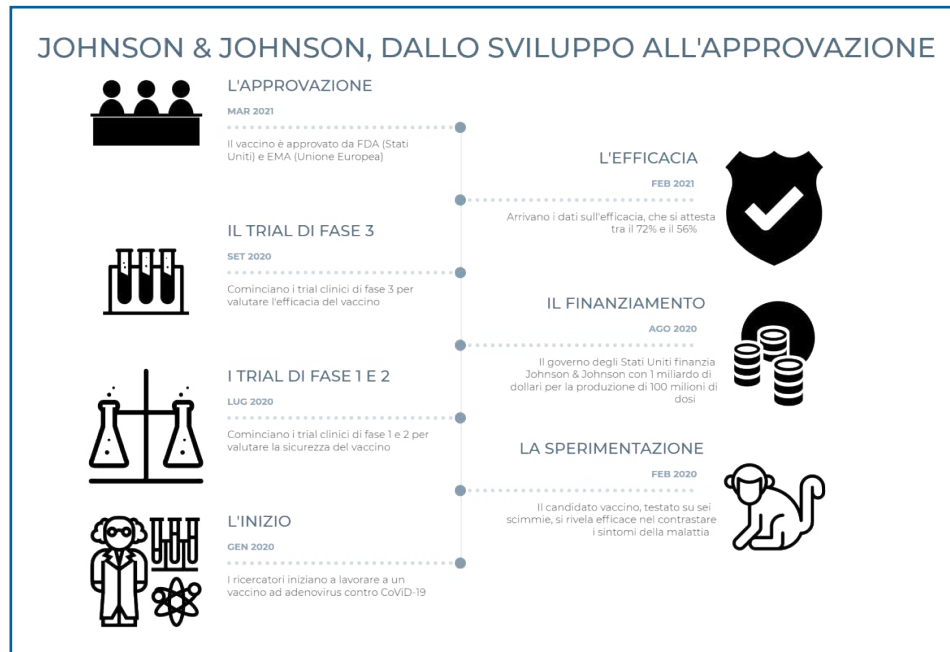 JOHNSON & JOHNSON, DALLO SVILUPPO ALL'APPROVAZIONE
L'APPROVAZIONE
MAR 2021
Il vaccino è approvato da FDA (Stati
Uniti) e EMA (Unione Europea)
L'EFFICACIA
FEB 2021
Arrivano i dati sull'efficacia, che si attesta
tra il 72% e il 56%
IL TRIAL DI FASE 3
SET 2020
Cominciano i trial clinici di fase 3 per
valutare l'efficacia del vaccino
IL FINANZIAMENTO
AGO 2020
Il governo degli Stati Uniti finanzia
Johnson & Johnson con 1 miliardo di
dollari per la produzione di 100 milioni di
dosi
I TRIAL DI FASE 1 E 2
LUG 2020
Cominciano i trial clinici di fase 1 e 2 per
valutare la sicurezza del vaccino
LA SPERIMENTAZIONE
FEB 2020
Il candidato vaccino, testato su sei
scimmie, si rivela efficace nel contrastare
i sintomi della malattia
L'INIZIO
GEN 2020
I ricercatori iniziano a lavorare a un
vaccino ad adenovirus contro CoViD-19